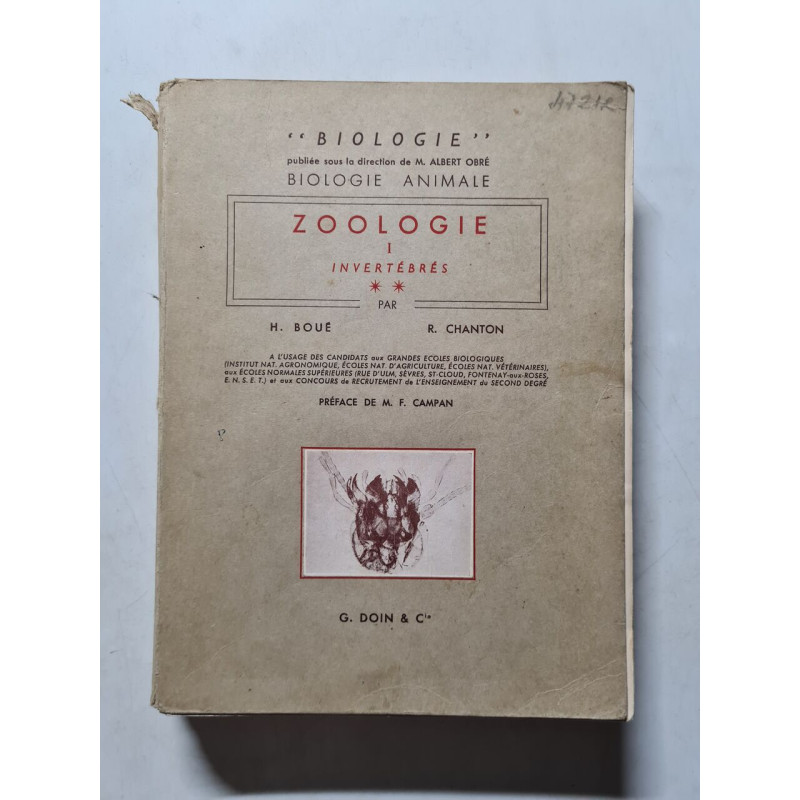 47212
“BIOLOGIE”
publiée sous la direction de M. ALBERT OBRÉ
BIOLOGIE ANIMALE
ZOOLOGIE
I
INVERTÉBRÉS
✷ ✷
PAR
H. BOUÉ R. CHANTON
A L'USAGE DES CANDIDATS aux GRANDES ECOLES BIOLOGIQUES
(INSTITUT NAT. AGRONOMIQUE, ÉCOLES NAT. D'AGRICULTURE, ÉCOLES NAT. VÉTÉRINAIRES),
aux ÉCOLES NORMALES SUPÉRIEURES (RUE D'ULM, SÈVRES, ST-CLOUD, FONTENAY-aux-ROSES,
E. N. S. E. T.) et aux CONCOURS de RECRUTEMENT de L'ENSEIGNEMENT du SECOND DEGRÉ
PRÉFACE DE M. F. CAMPAN
G. DOIN & Cie